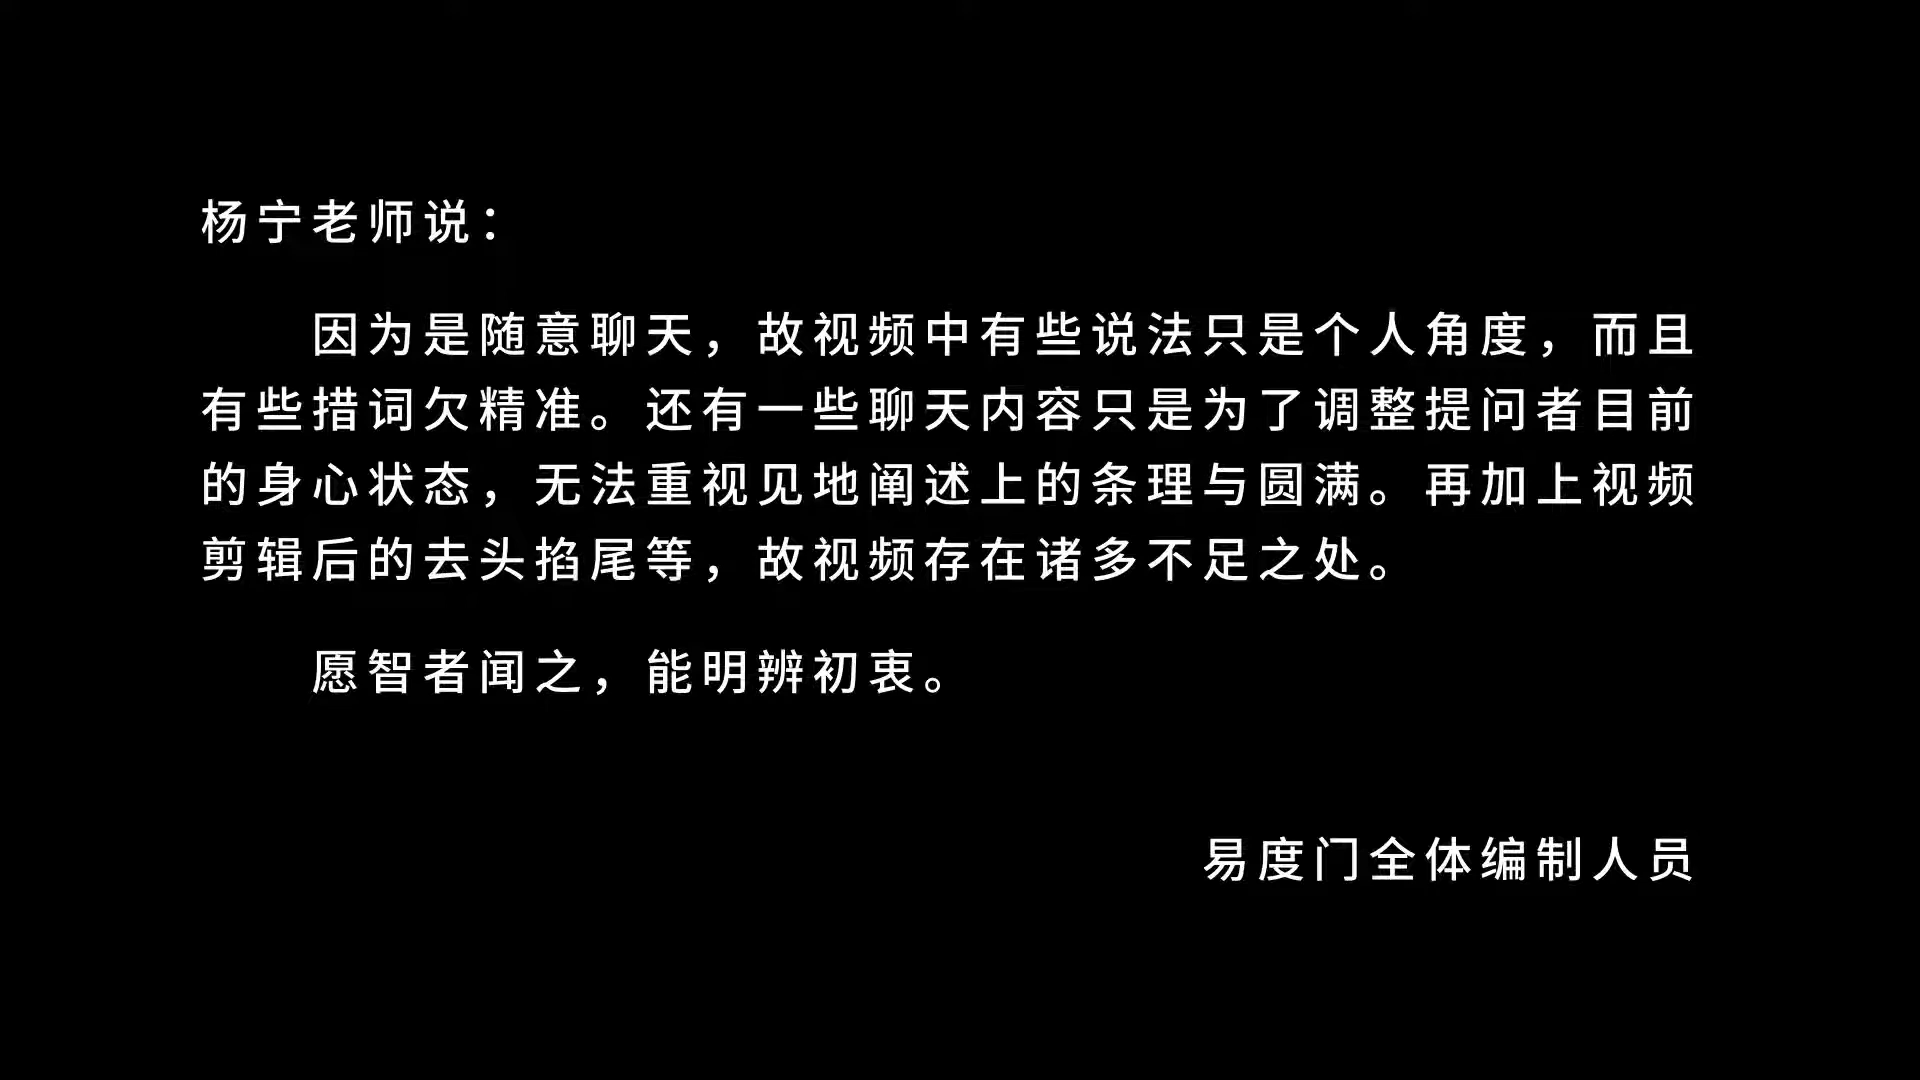 杨宁老师说：
因为是随意聊天，故视频中有些说法只是个人角度，而且
有些措词欠精准。还有一些聊天内容只是为了调整提问者目前
的身心状态，无法重视见地阐述上的条理与圆满。再加上视频
剪辑后的去头掐尾等，故视频存在诸多不足之处。
愿智者闻之，能明辨初衷。
易度门全体编制人员